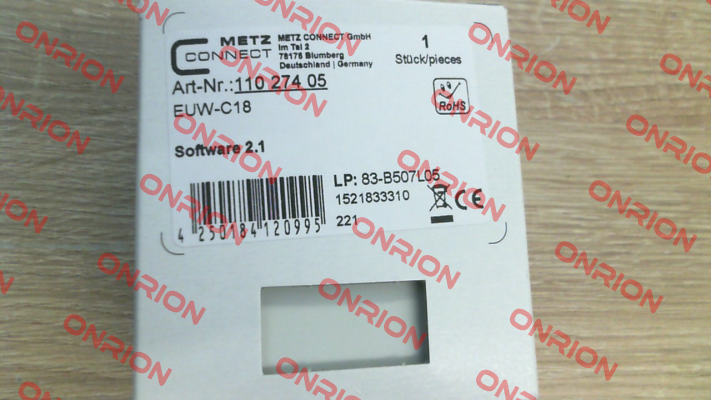 METZ CONNECT
METZ CONNECT GmbH
Im Tal 2
78176 Blumberg
Deutschland | Germany
1
Stück/pieces
Art-Nr.:110 274 05
EUW-C18
RoHS
Software 2.1
LP: 83-B507L05
1521833310
221
CE
4 250184 120995
ONRION